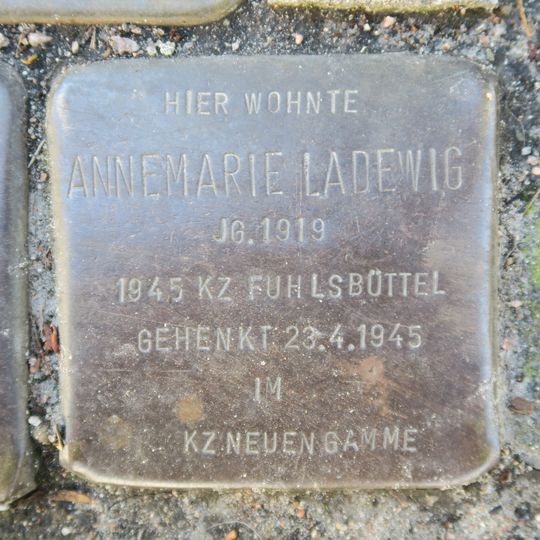 HIER WOHNTE
ANNEMARIE LADEWIG
JG. 1919
1945 KZ FUHLSBÜTTEL
GEHENKT 23.4.1945
IM
KZ NEUENGAMME